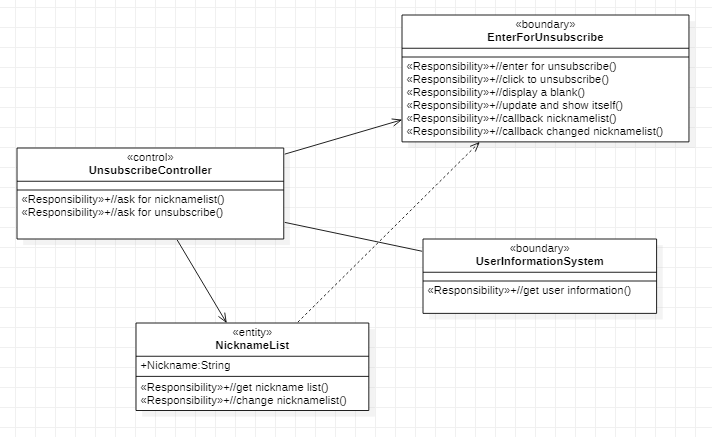 «boundary»
EnterForUnsubscribe
«Responsibility»+//enter for unsubscribe()
«Responsibility»+//click to unsubscribe()
«Responsibility»+//display a blank()
«Responsibility»+//update and show itself()
«Responsibility»+//callback nicknamelist()
«Responsibility»+//callback changed nicknamelist()
«control»
UnsubscribeController
«Responsibility»+//ask for nicknamelist()
«Responsibility»+//ask for unsubscribe()
«boundary»
UserInformationSystem
«Responsibility»+//get user information()
«entity»
NicknameList
+Nickname:String
«Responsibility»+//get nickname list()
«Responsibility»+//change nicknamelist()